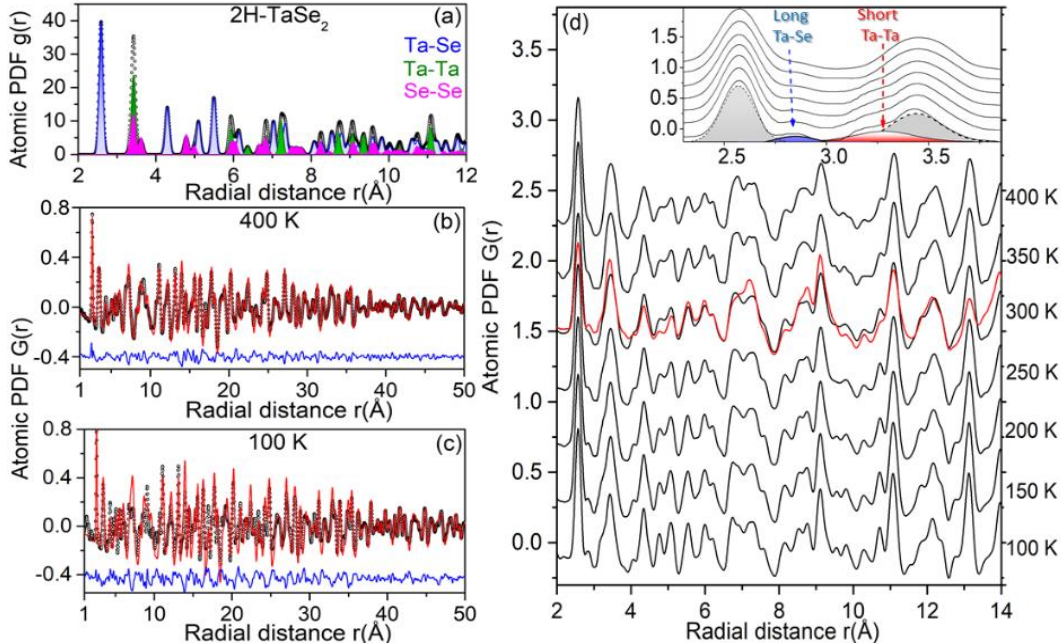 (a)
2H-TaSe2
Ta-Se
Ta-Ta
Se-Se
Atomic PDF g(r)
40
30
20
10
0
2 4 6 8 10 12
Radial distance r(Å)
400 K
(b)
0.8
0.4
0.0
-0.4
1 10 20 30 40 50
Radial distance r(Å)
Atomic PDF G(r)
100 K
(c)
0.8
0.4
0.0
-0.4
1 10 20 30 40 50
Radial distance r(Å)
(d)
Long
Ta-Se
Short
Ta-Ta
1.5
1.0
0.5
0.0
2.5 3.0 3.5
Atomic PDF G(r)
3.5
3.0
2.5
2.0
1.5
1.0
0.5
0.0
400 K
350 K
300 K
250 K
200 K
150 K
100 K
2 4 6 8 10 12 14
Radial distance r(Å)